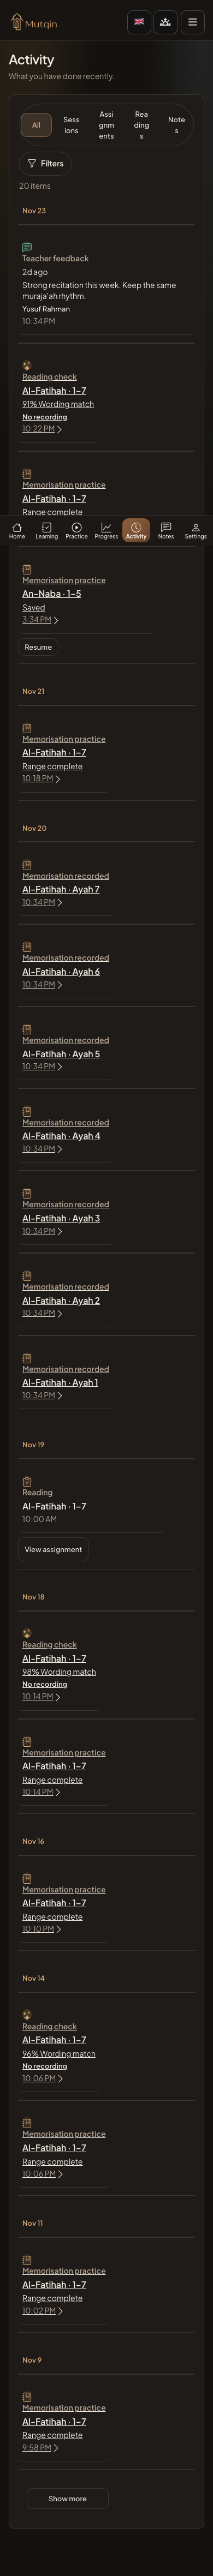 Mutqin
Activity
What you have done recently.
All
Sess
ions
Assi
gnm
ents
Rea
ding
s
Note
s
Filters
20 items
Nov 23
Teacher feedback
2d ago
Strong recitation this week. Keep the same
muraja'ah rhythm.
Yusuf Rahman
10:34 PM
Reading check
Al-Fatihah · 1–7
91% Wording match
No recording
10:22 PM
Memorisation practice
Al-Fatihah · 1–7
Range complete
Home
Learning
Practice
Progress
Activity
Notes
Settings
Memorisation practice
An-Naba · 1–5
Saved
3:34 PM
Resume
Nov 21
Memorisation practice
Al-Fatihah · 1–7
Range complete
10:18 PM
Nov 20
Memorisation recorded
Al-Fatihah · Ayah 7
10:34 PM
Memorisation recorded
Al-Fatihah · Ayah 6
10:34 PM
Memorisation recorded
Al-Fatihah · Ayah 5
10:34 PM
Memorisation recorded
Al-Fatihah · Ayah 4
10:34 PM
Memorisation recorded
Al-Fatihah · Ayah 3
10:34 PM
Memorisation recorded
Al-Fatihah · Ayah 2
10:34 PM
Memorisation recorded
Al-Fatihah · Ayah 1
10:34 PM
Nov 19
Reading
Al-Fatihah · 1–7
10:00 AM
View assignment
Nov 18
Reading check
Al-Fatihah · 1–7
98% Wording match
No recording
10:14 PM
Memorisation practice
Al-Fatihah · 1–7
Range complete
10:14 PM
Nov 16
Memorisation practice
Al-Fatihah · 1–7
Range complete
10:10 PM
Nov 14
Reading check
Al-Fatihah · 1–7
96% Wording match
No recording
10:06 PM
Memorisation practice
Al-Fatihah · 1–7
Range complete
10:06 PM
Nov 11
Memorisation practice
Al-Fatihah · 1–7
Range complete
10:02 PM
Nov 9
Memorisation practice
Al-Fatihah · 1–7
Range complete
9:58 PM
Show more